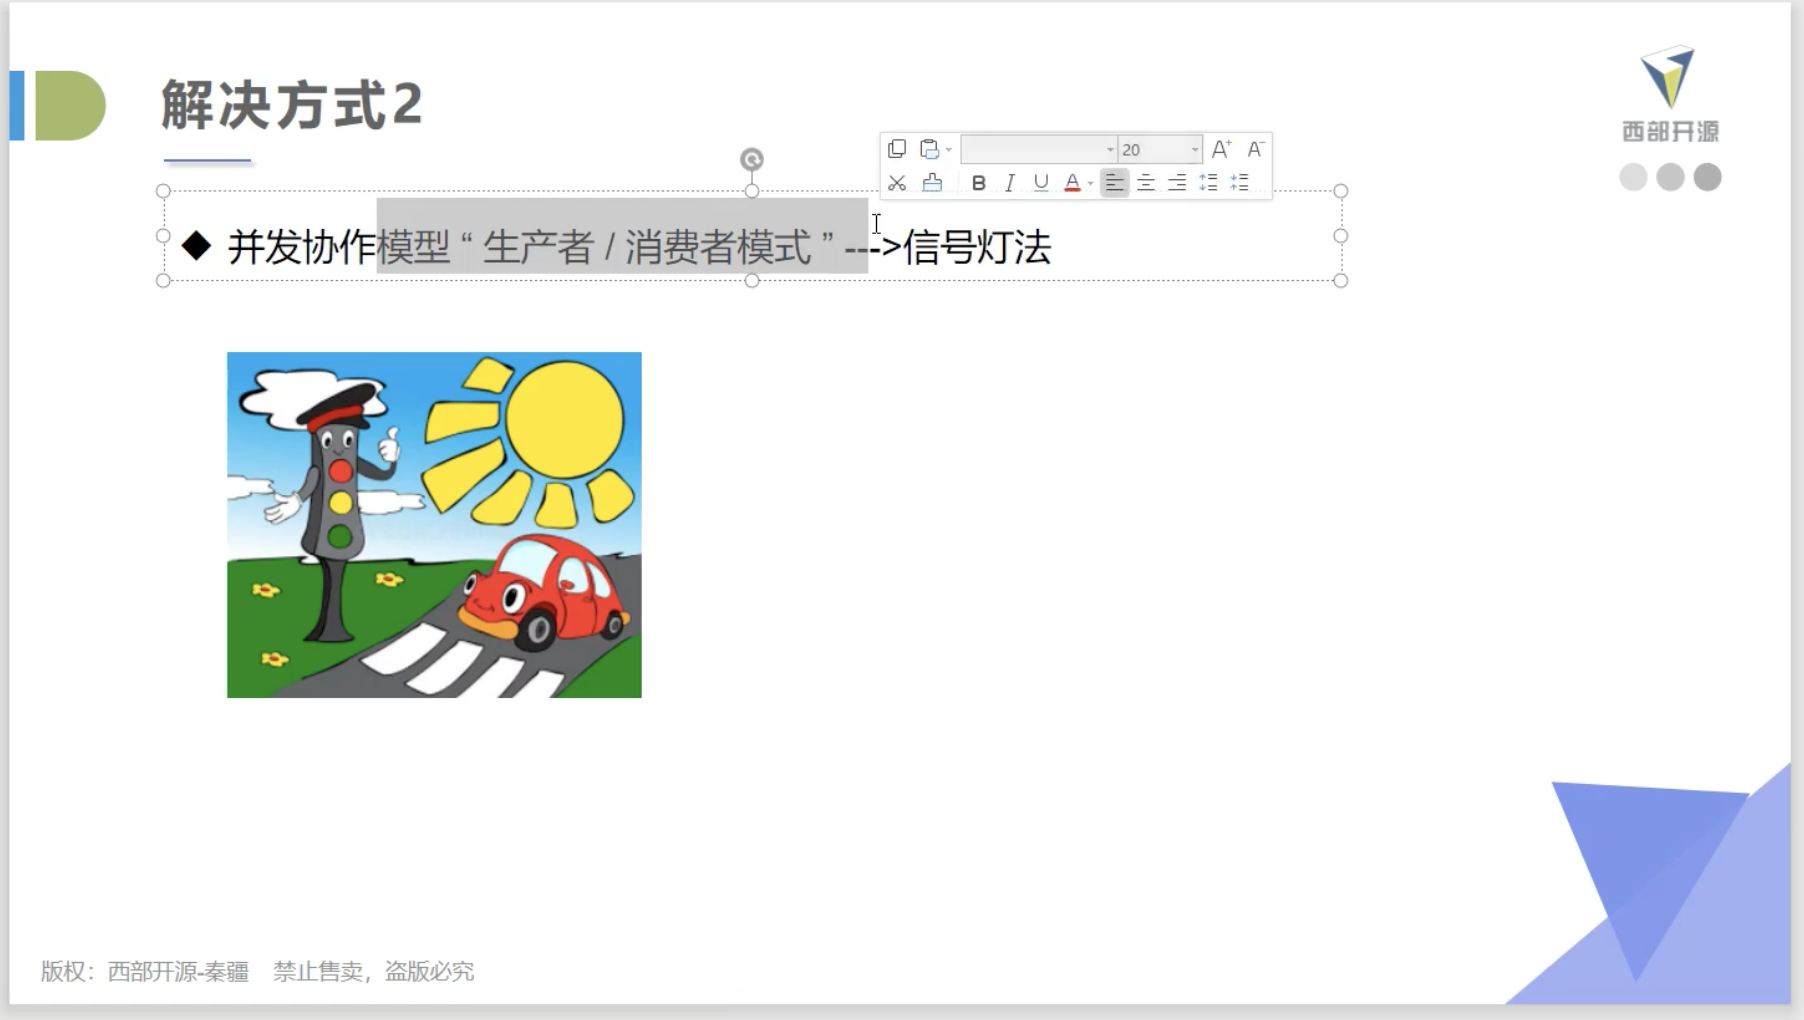 解决方式2
西部开源
20
B I U A
◆ 并发协作模型 “ 生产者 / 消费者模式 ” --->信号灯法
版权：西部开源-秦疆 禁止售卖，盗版必究